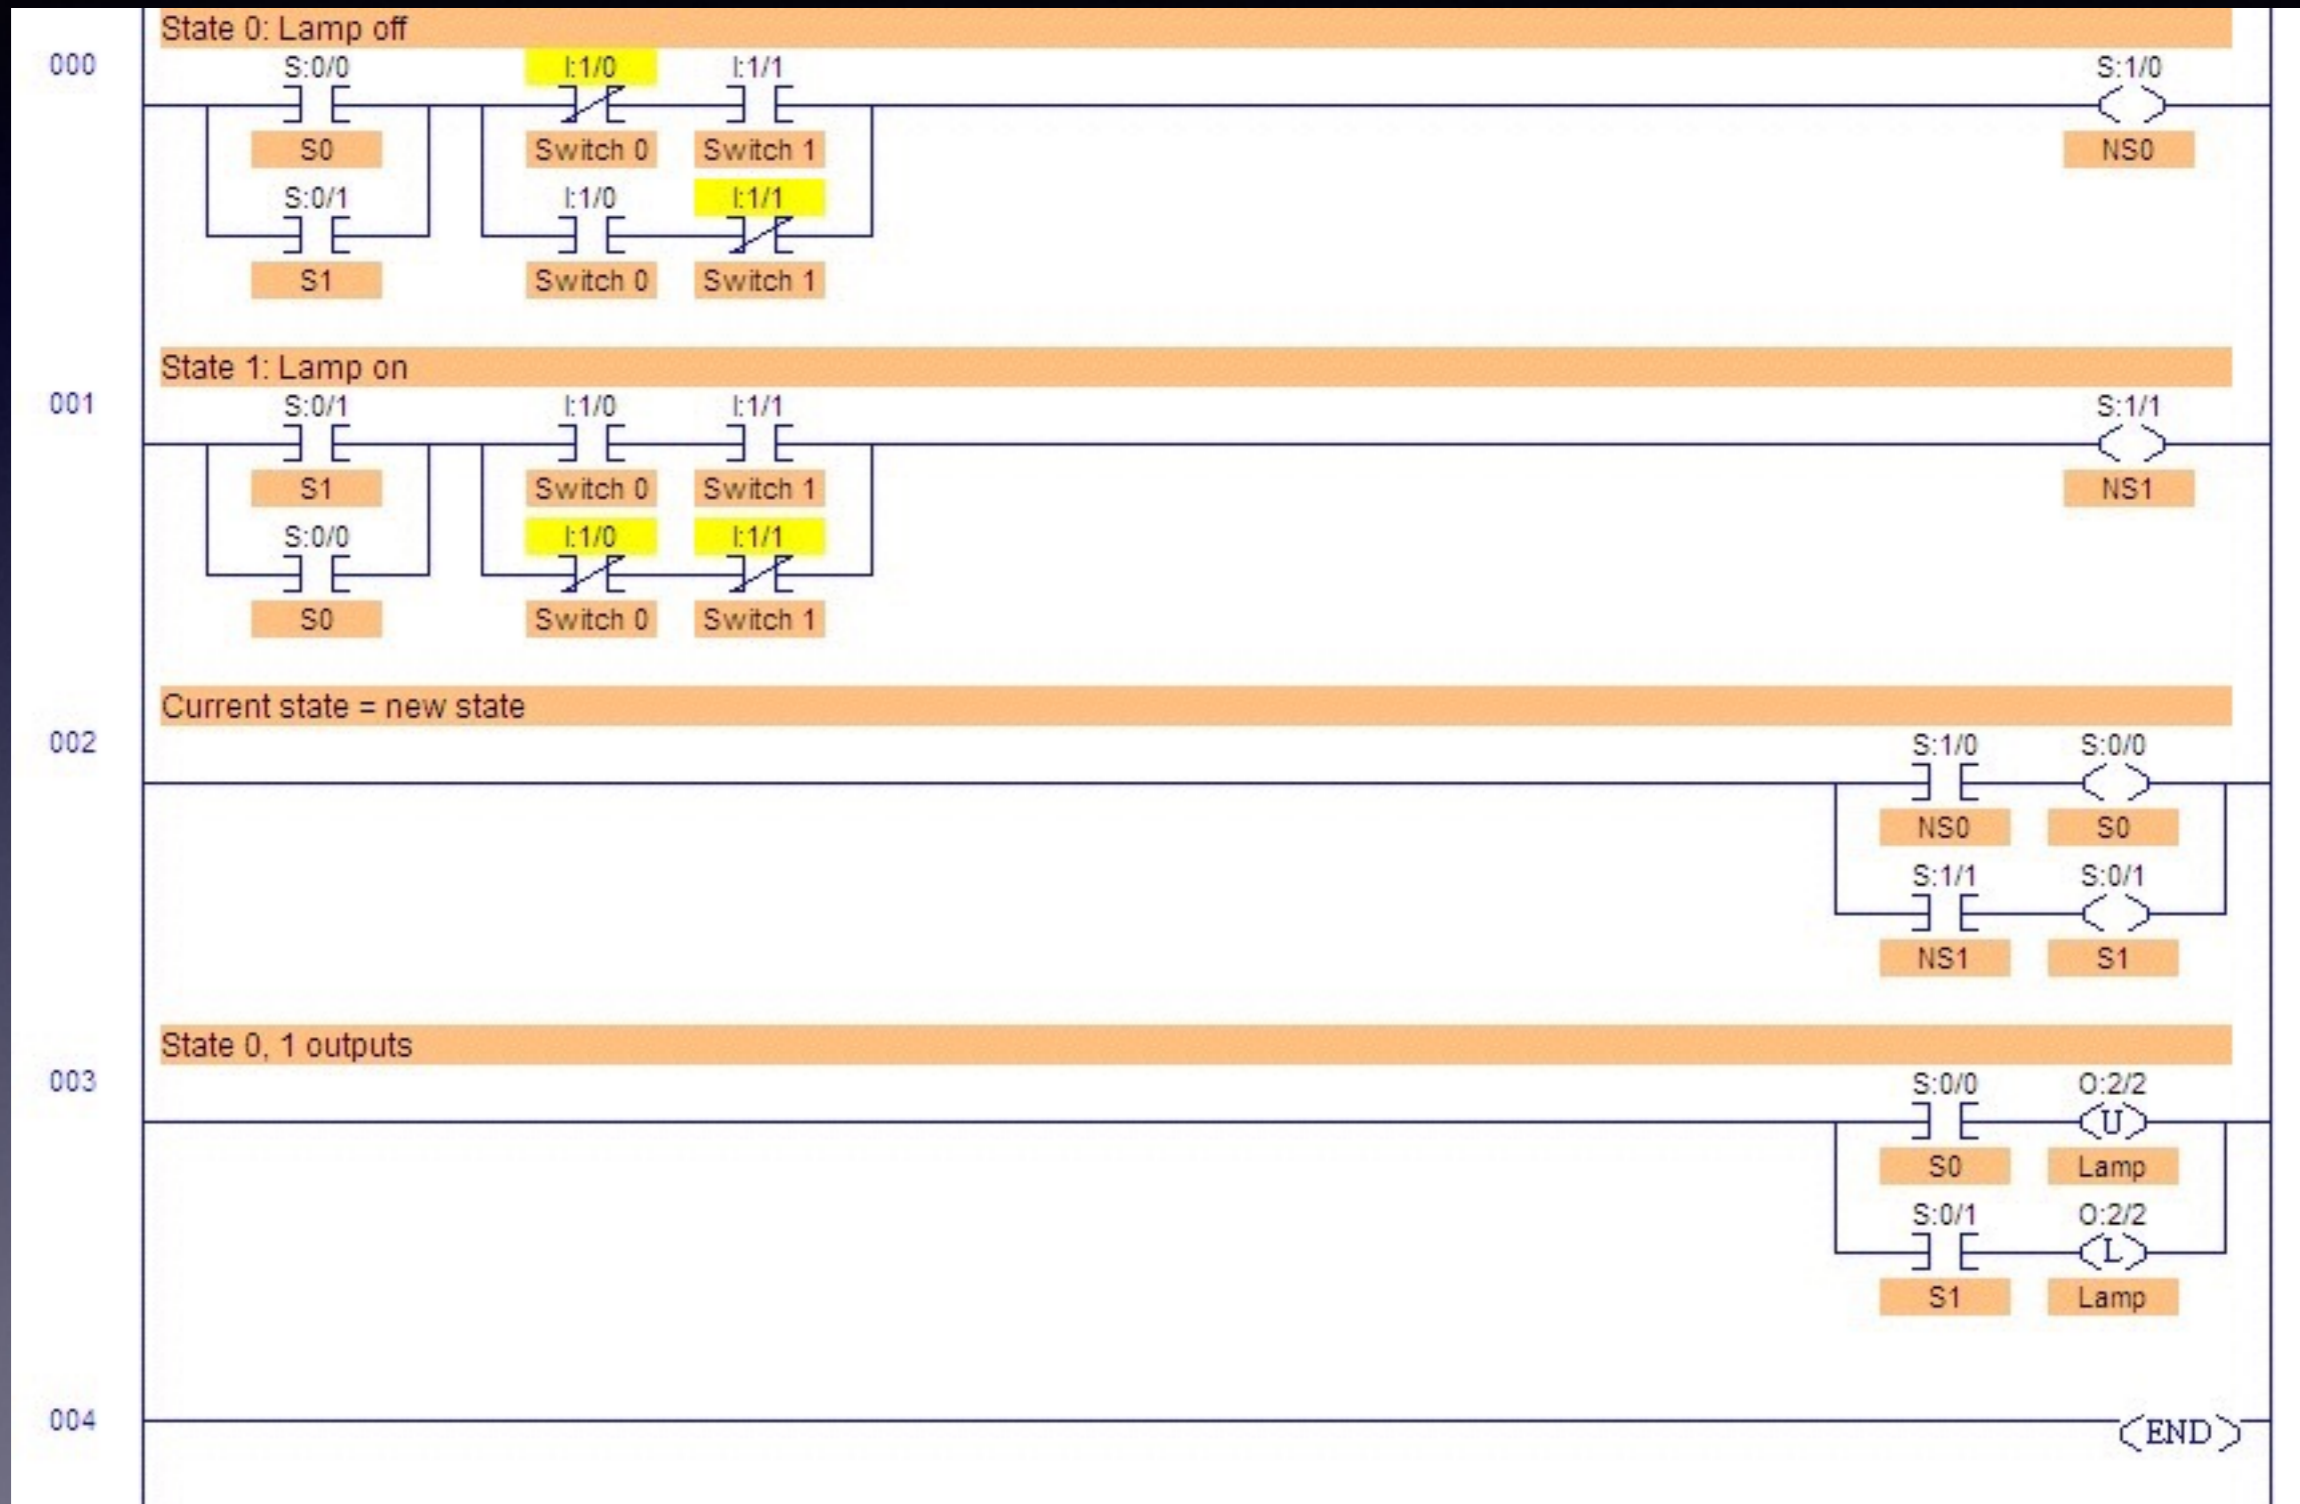 State 0: Lamp off
000
S:0/0 I:1/0 I:1/1 S:1/0
S0 Switch 0 Switch 1 NS0
S:0/1 I:1/0 I:1/1
S1 Switch 0 Switch 1
State 1: Lamp on
001
S:0/1 I:1/0 I:1/1 S:1/1
S1 Switch 0 Switch 1 NS1
S:0/0 I:1/0 I:1/1
S0 Switch 0 Switch 1
Current state = new state
002
S:1/0 S:0/0
NS0 S0
S:1/1 S:0/1
NS1 S1
State 0, 1 outputs
003
S:0/0 O:2/2
U
S0 Lamp
S:0/1 O:2/2
L
S1 Lamp
004
END